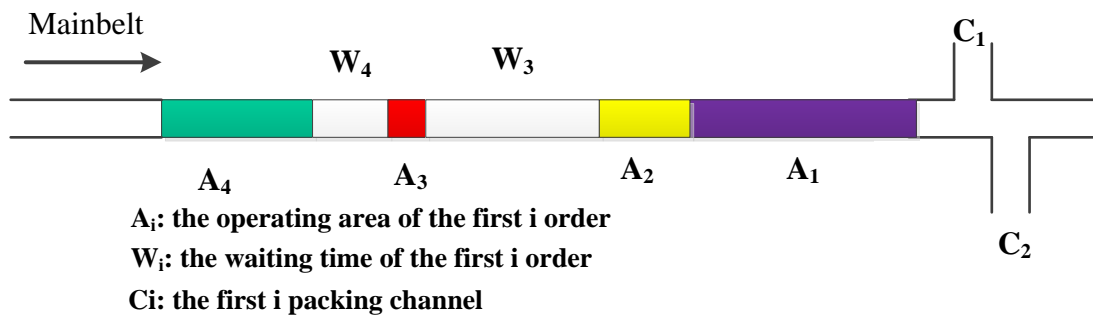 Mainbelt
C₁
W₄
W₃
A₄
A₃
A₂
A₁
C₂
Aᵢ: the operating area of the first i order
Wᵢ: the waiting time of the first i order
Ci: the first i packing channel